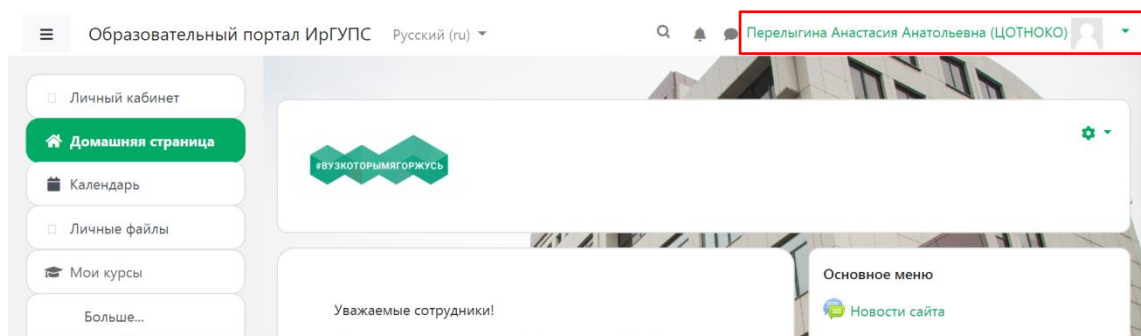 Образовательный портал ИрГУПС Русский (ru) Перелыгина Анастасия Анатольевна (ЦОТНОКО)
Личный кабинет
Домашняя страница
Календарь
Личные файлы
Мои курсы
Больше...
#ВУЗКОТОРЫМЯГОРЖУСЬ
Уважаемые сотрудники!
Основное меню
Новости сайта